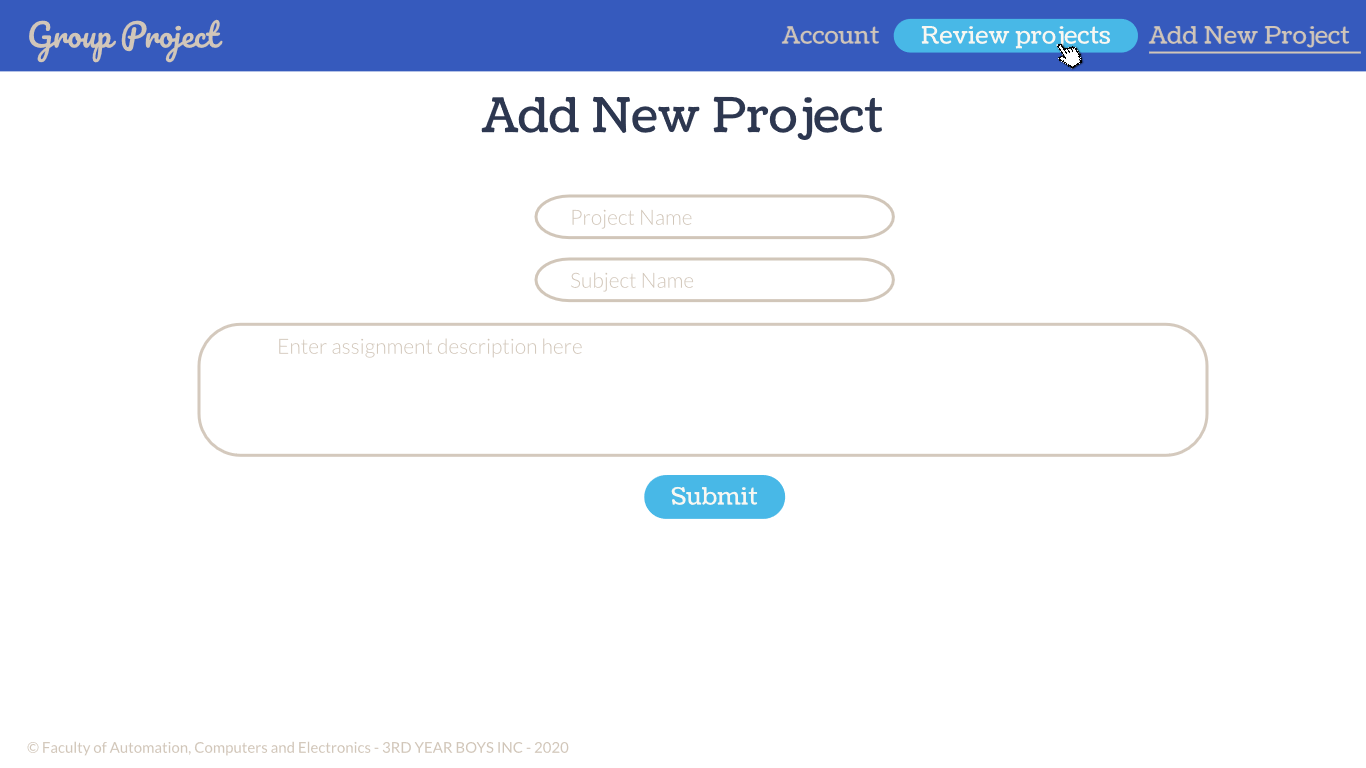 Group Project
Account
Review projects
Add New Project
Add New Project
Project Name
Subject Name
Enter assignment description here
Submit
© Faculty of Automation, Computers and Electronics - 3RD YEAR BOYS INC - 2020